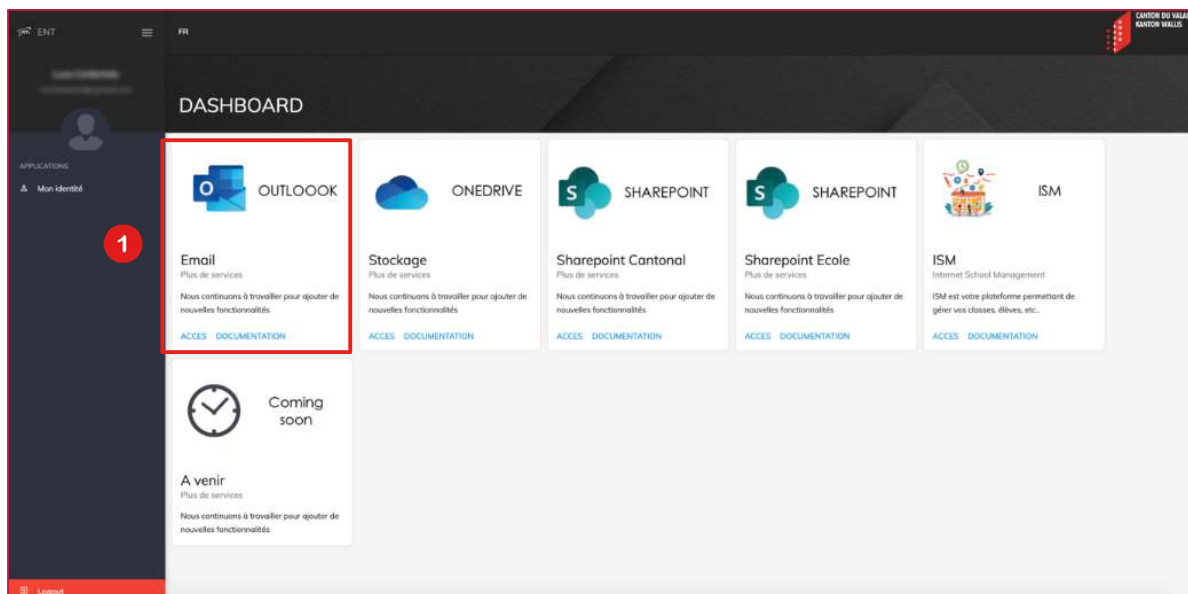 ENT
FR
CANTON DU VALAI
KANTON WALLIS
DASHBOARD
APPLICATIONS
Mon identité
1
OUTLOOOK
Email
Plus de services
Nous continuons à travailler pour ajouter de
nouvelles fonctionnalités
ACCES DOCUMENTATION
ONEDRIVE
Stockage
Plus de services
Nous continuons à travailler pour ajouter de
nouvelles fonctionnalités
ACCES DOCUMENTATION
SHAREPOINT
Sharepoint Cantonal
Plus de services
Nous continuons à travailler pour ajouter de
nouvelles fonctionnalités
ACCES DOCUMENTATION
SHAREPOINT
Sharepoint Ecole
Plus de services
Nous continuons à travailler pour ajouter de
nouvelles fonctionnalités
ACCES DOCUMENTATION
ISM
ISM
Internet School Management
ISM est votre plateforme permettant de
gérer vos classes, élèves, etc..
ACCES DOCUMENTATION
Coming
soon
A venir
Plus de services
Nous continuons à travailler pour ajouter de
nouvelles fonctionnalités
Logout